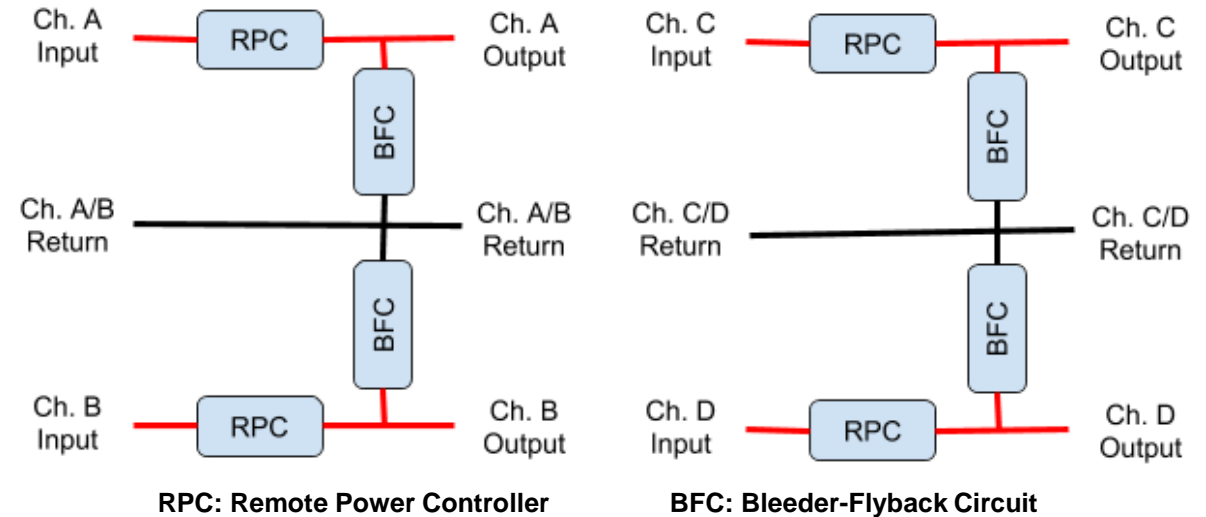 Ch. A
Input
RPC
Ch. A
Output
BFC
Ch. A/B
Return
Ch. A/B
Return
BFC
Ch. B
Input
RPC
Ch. B
Output
Ch. C
Input
RPC
Ch. C
Output
BFC
Ch. C/D
Return
Ch. C/D
Return
BFC
Ch. D
Input
RPC
Ch. D
Output
RPC: Remote Power Controller
BFC: Bleeder-Flyback Circuit